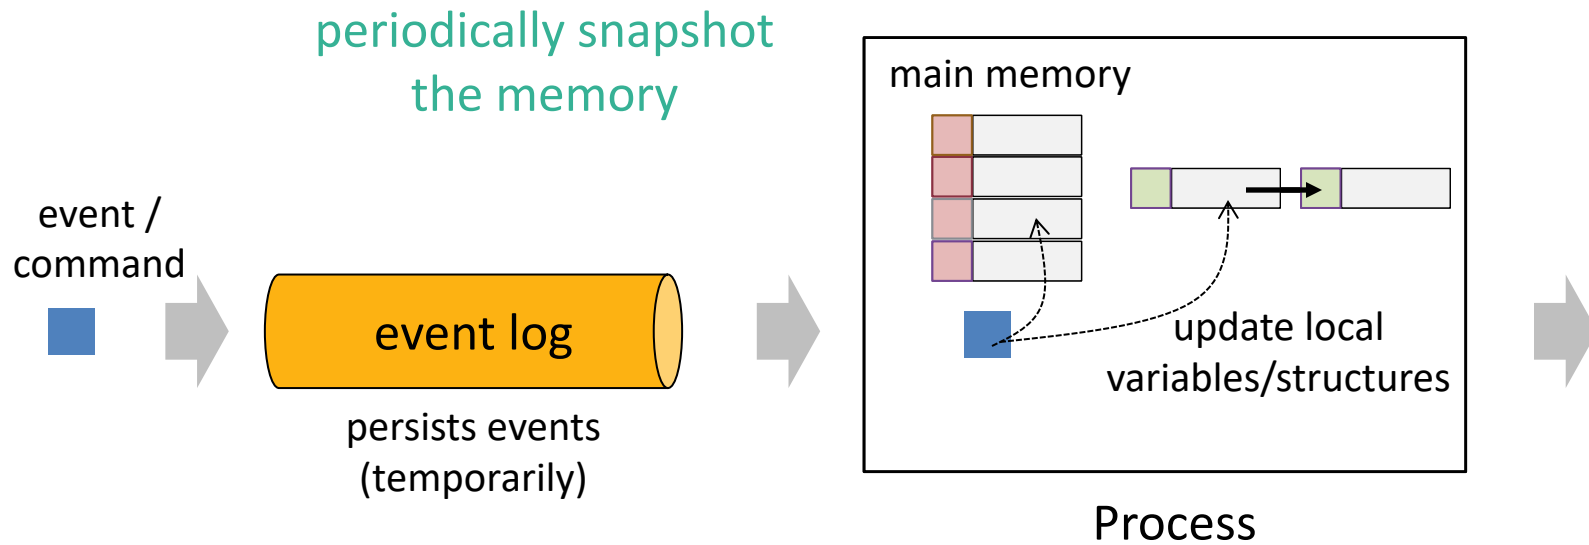 periodically snapshot
the memory
event /
command
event log
persists events
(temporarily)
main memory
update local
variables/structures
Process